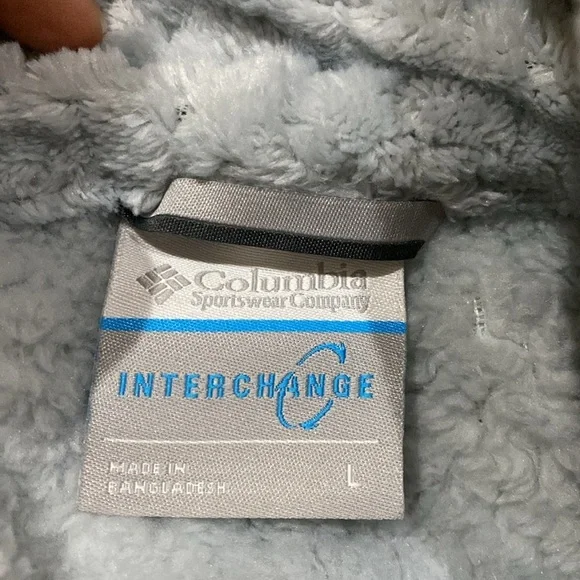 Columbia
Sportswear Company
INTERCHANGE
MADE IN
BANGLADESH
L